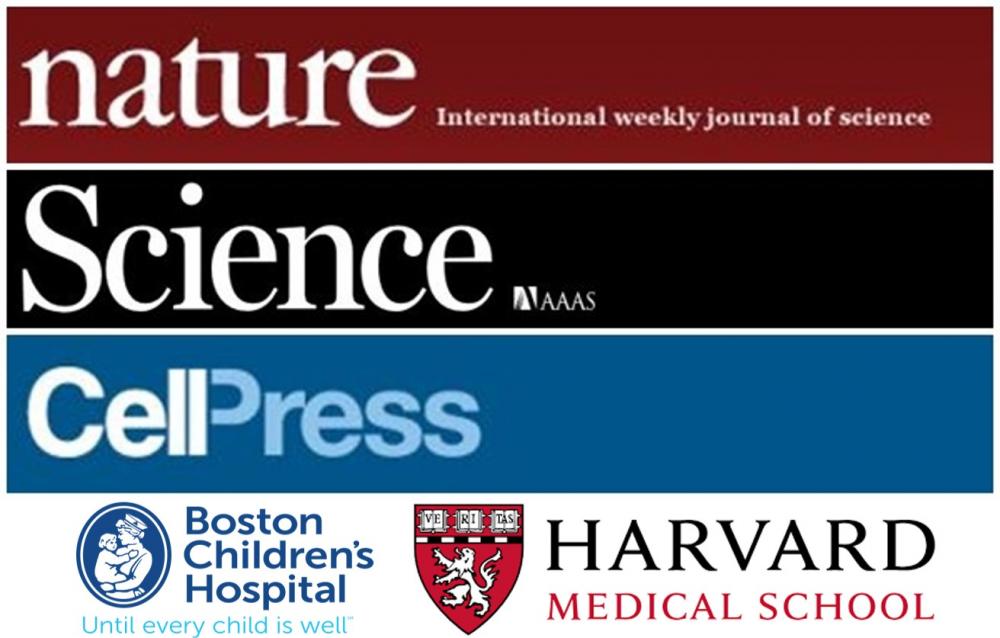 nature International weekly journal of science
Science AAAS
CellPress
Boston
Children's
Hospital
Until every child is well™
VE RI TAS
HARVARD
MEDICAL SCHOOL